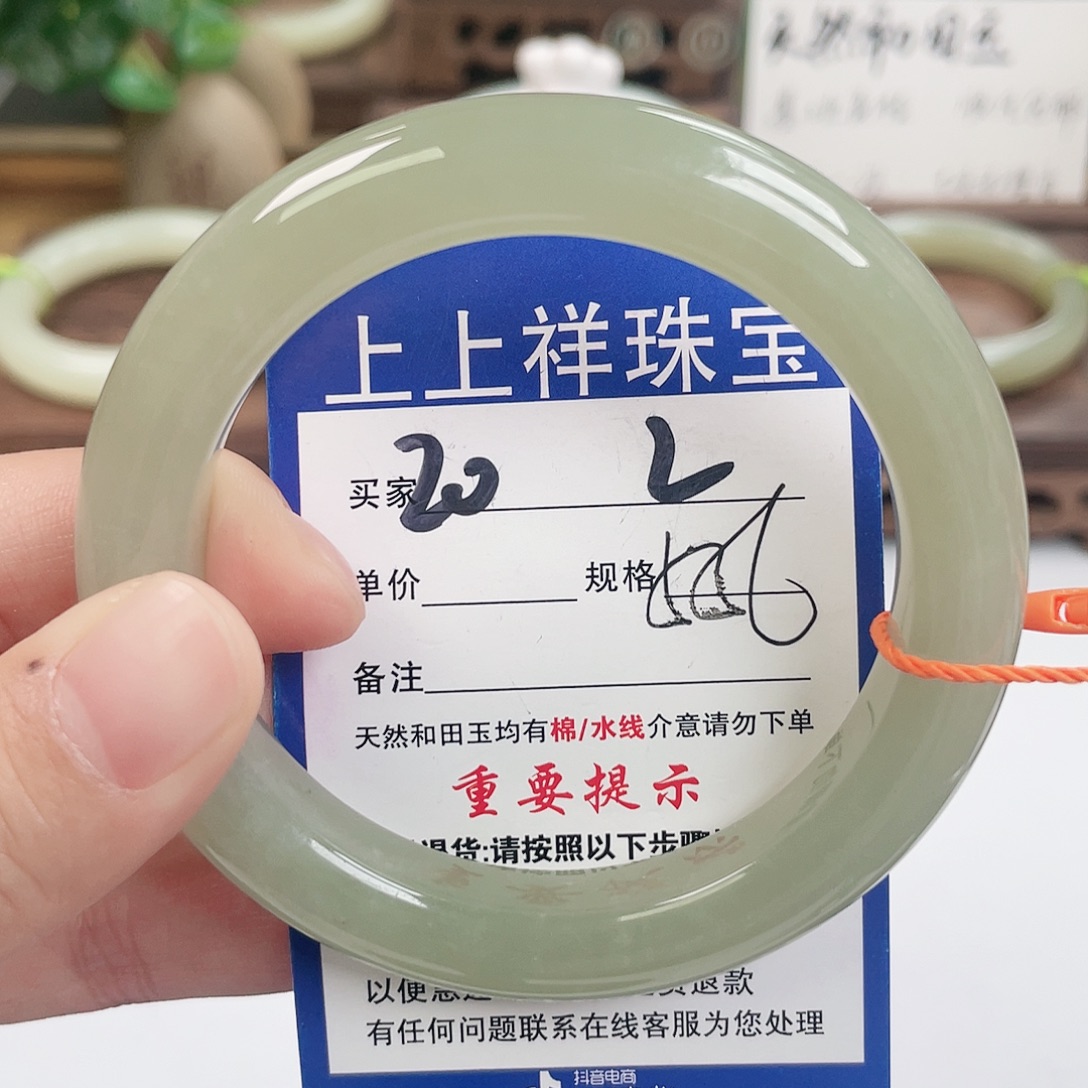 天然和田玉
上上祥珠宝
买家 20 L
单价 规格
备注
天然和田玉均有棉/水线介意请勿下单
重要提示
退货:请按照以下步骤
以便急速 退款
有任何问题联系在线客服为您处理
抖音电商